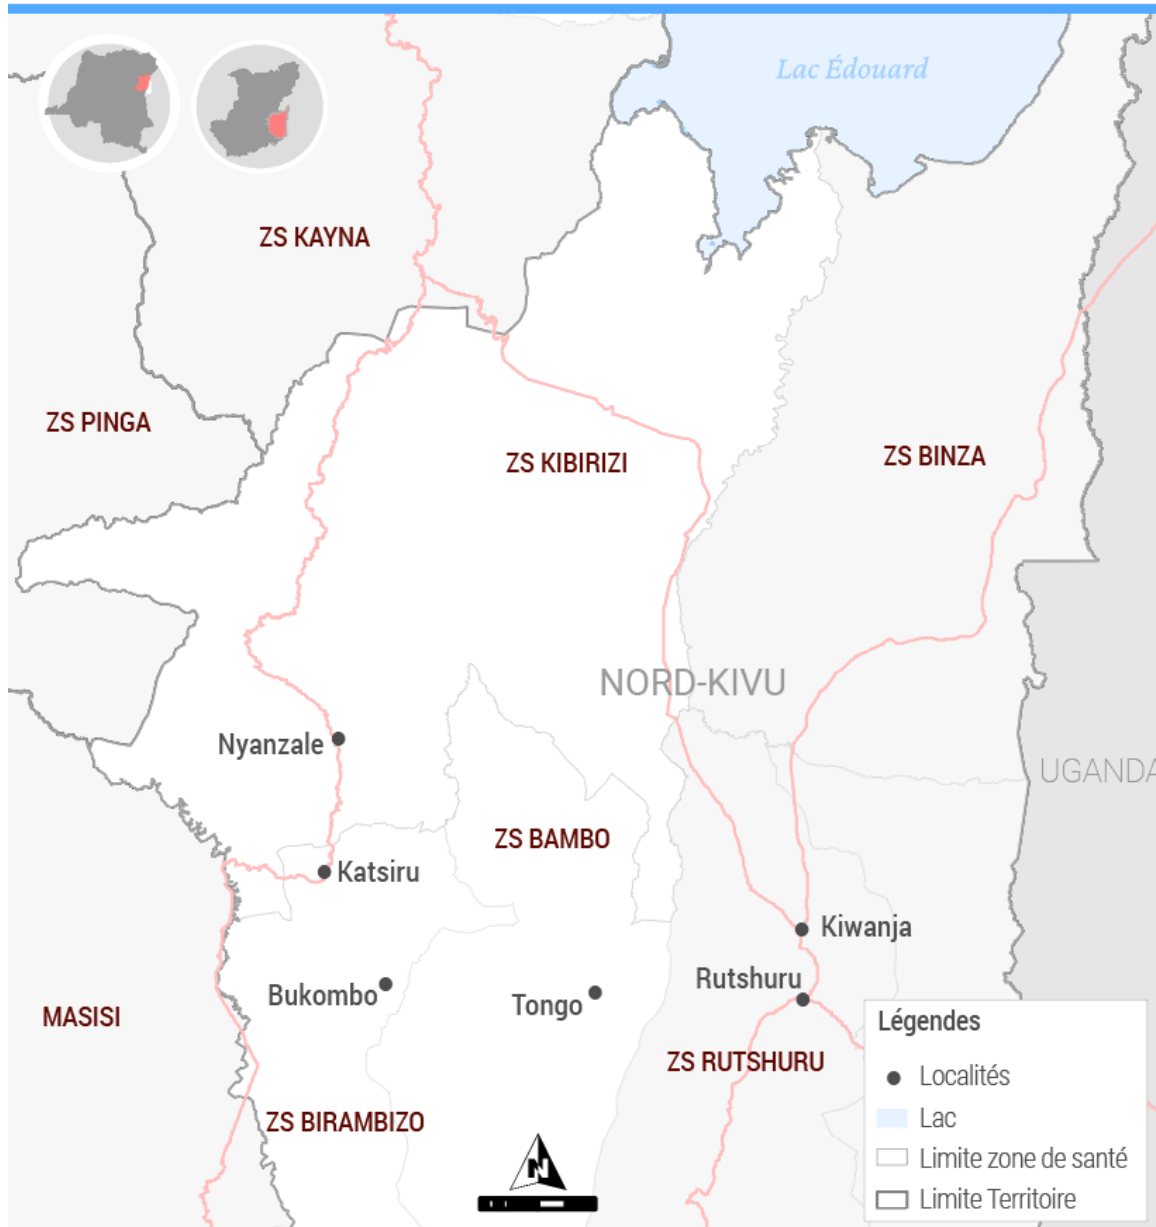 Lac Édouard
ZS KAYNA
ZS PINGA
ZS KIBIRIZI
ZS BINZA
NORD-KIVU
Nyanzale
UGANDA
ZS BAMBO
Katsiru
Kiwanja
Rutshuru
Bukombo
Tongo
MASISI
ZS RUTSHURU
ZS BIRAMBIZO
N
Légendes
Localités
Lac
Limite zone de santé
Limite Territoire